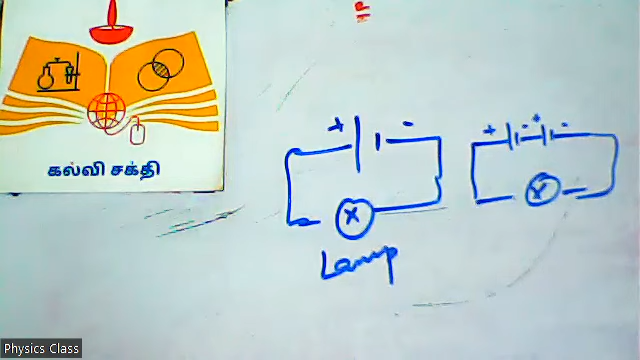 கல்வி சக்தி
+ -
+ - + -
X
X
Lamp
Physics Class